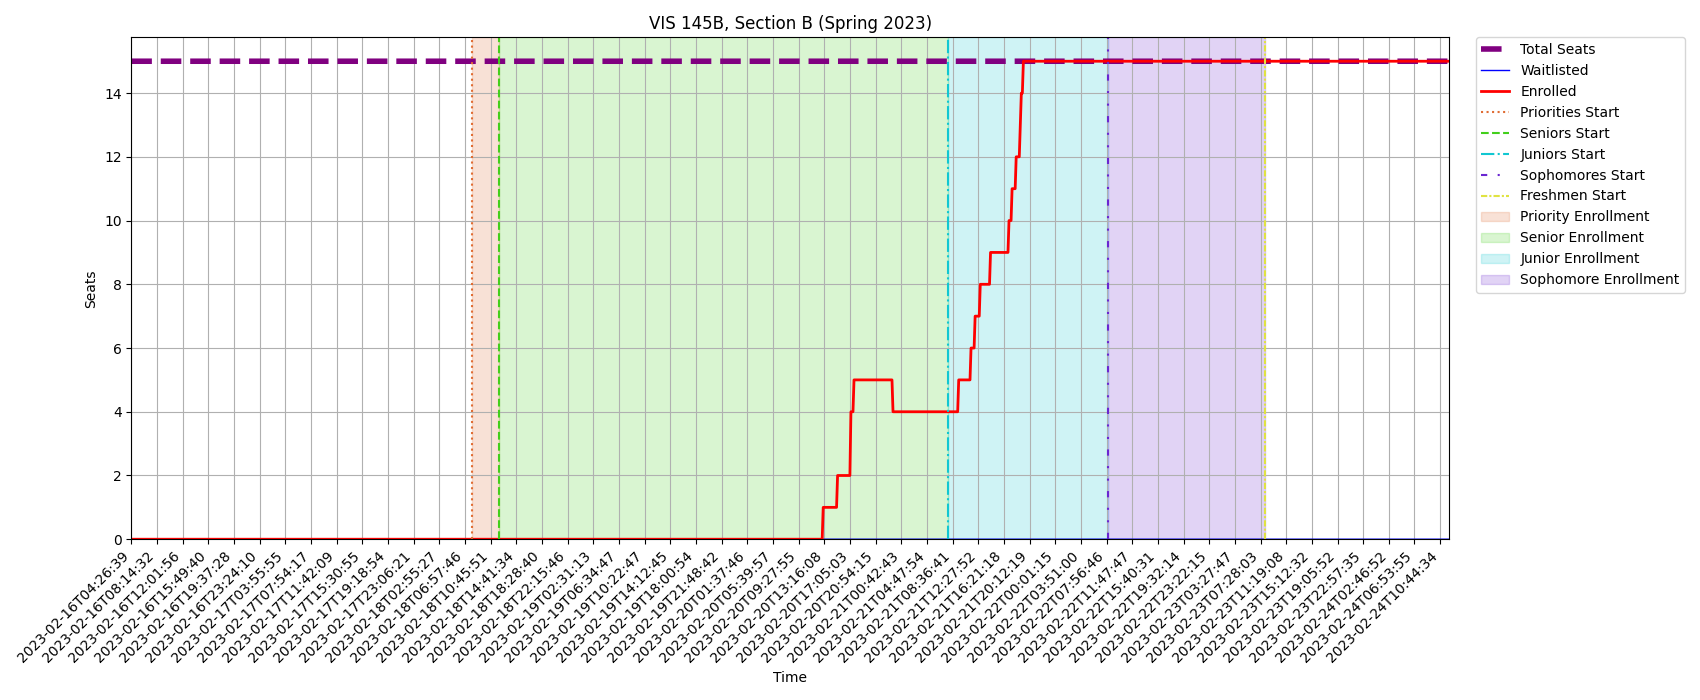 VIS 145B, Section B (Spring 2023)
Total Seats
Waitlisted
Enrolled
Priorities Start
Seniors Start
Juniors Start
Sophomores Start
Freshmen Start
Priority Enrollment
Senior Enrollment
Junior Enrollment
Sophomore Enrollment
Seats
14
12
10
8
6
4
2
0
2023-02-16T04:26:39
2023-02-16T08:14:32
2023-02-16T12:01:56
2023-02-16T15:49:40
2023-02-16T19:37:28
2023-02-16T23:24:10
2023-02-17T03:55:55
2023-02-17T07:54:17
2023-02-17T11:42:09
2023-02-17T15:30:55
2023-02-17T19:18:54
2023-02-17T23:06:21
2023-02-18T02:55:27
2023-02-18T06:57:46
2023-02-18T10:45:51
2023-02-18T14:41:34
2023-02-18T18:28:40
2023-02-18T22:15:46
2023-02-19T02:31:13
2023-02-19T06:34:47
2023-02-19T10:22:47
2023-02-19T14:12:45
2023-02-19T18:00:54
2023-02-19T21:48:42
2023-02-20T01:37:46
2023-02-20T05:39:57
2023-02-20T09:27:55
2023-02-20T13:16:08
2023-02-20T17:05:03
2023-02-20T20:54:15
2023-02-21T00:42:43
2023-02-21T04:47:54
2023-02-21T08:36:41
2023-02-21T12:27:52
2023-02-21T16:21:18
2023-02-21T20:12:19
2023-02-22T00:01:15
2023-02-22T03:51:00
2023-02-22T07:56:46
2023-02-22T11:47:47
2023-02-22T15:40:31
2023-02-22T19:32:14
2023-02-22T23:22:15
2023-02-23T03:27:47
2023-02-23T07:28:03
2023-02-23T11:19:08
2023-02-23T15:12:32
2023-02-23T19:05:52
2023-02-23T22:57:35
2023-02-24T02:46:52
2023-02-24T06:53:55
2023-02-24T10:44:34
Time